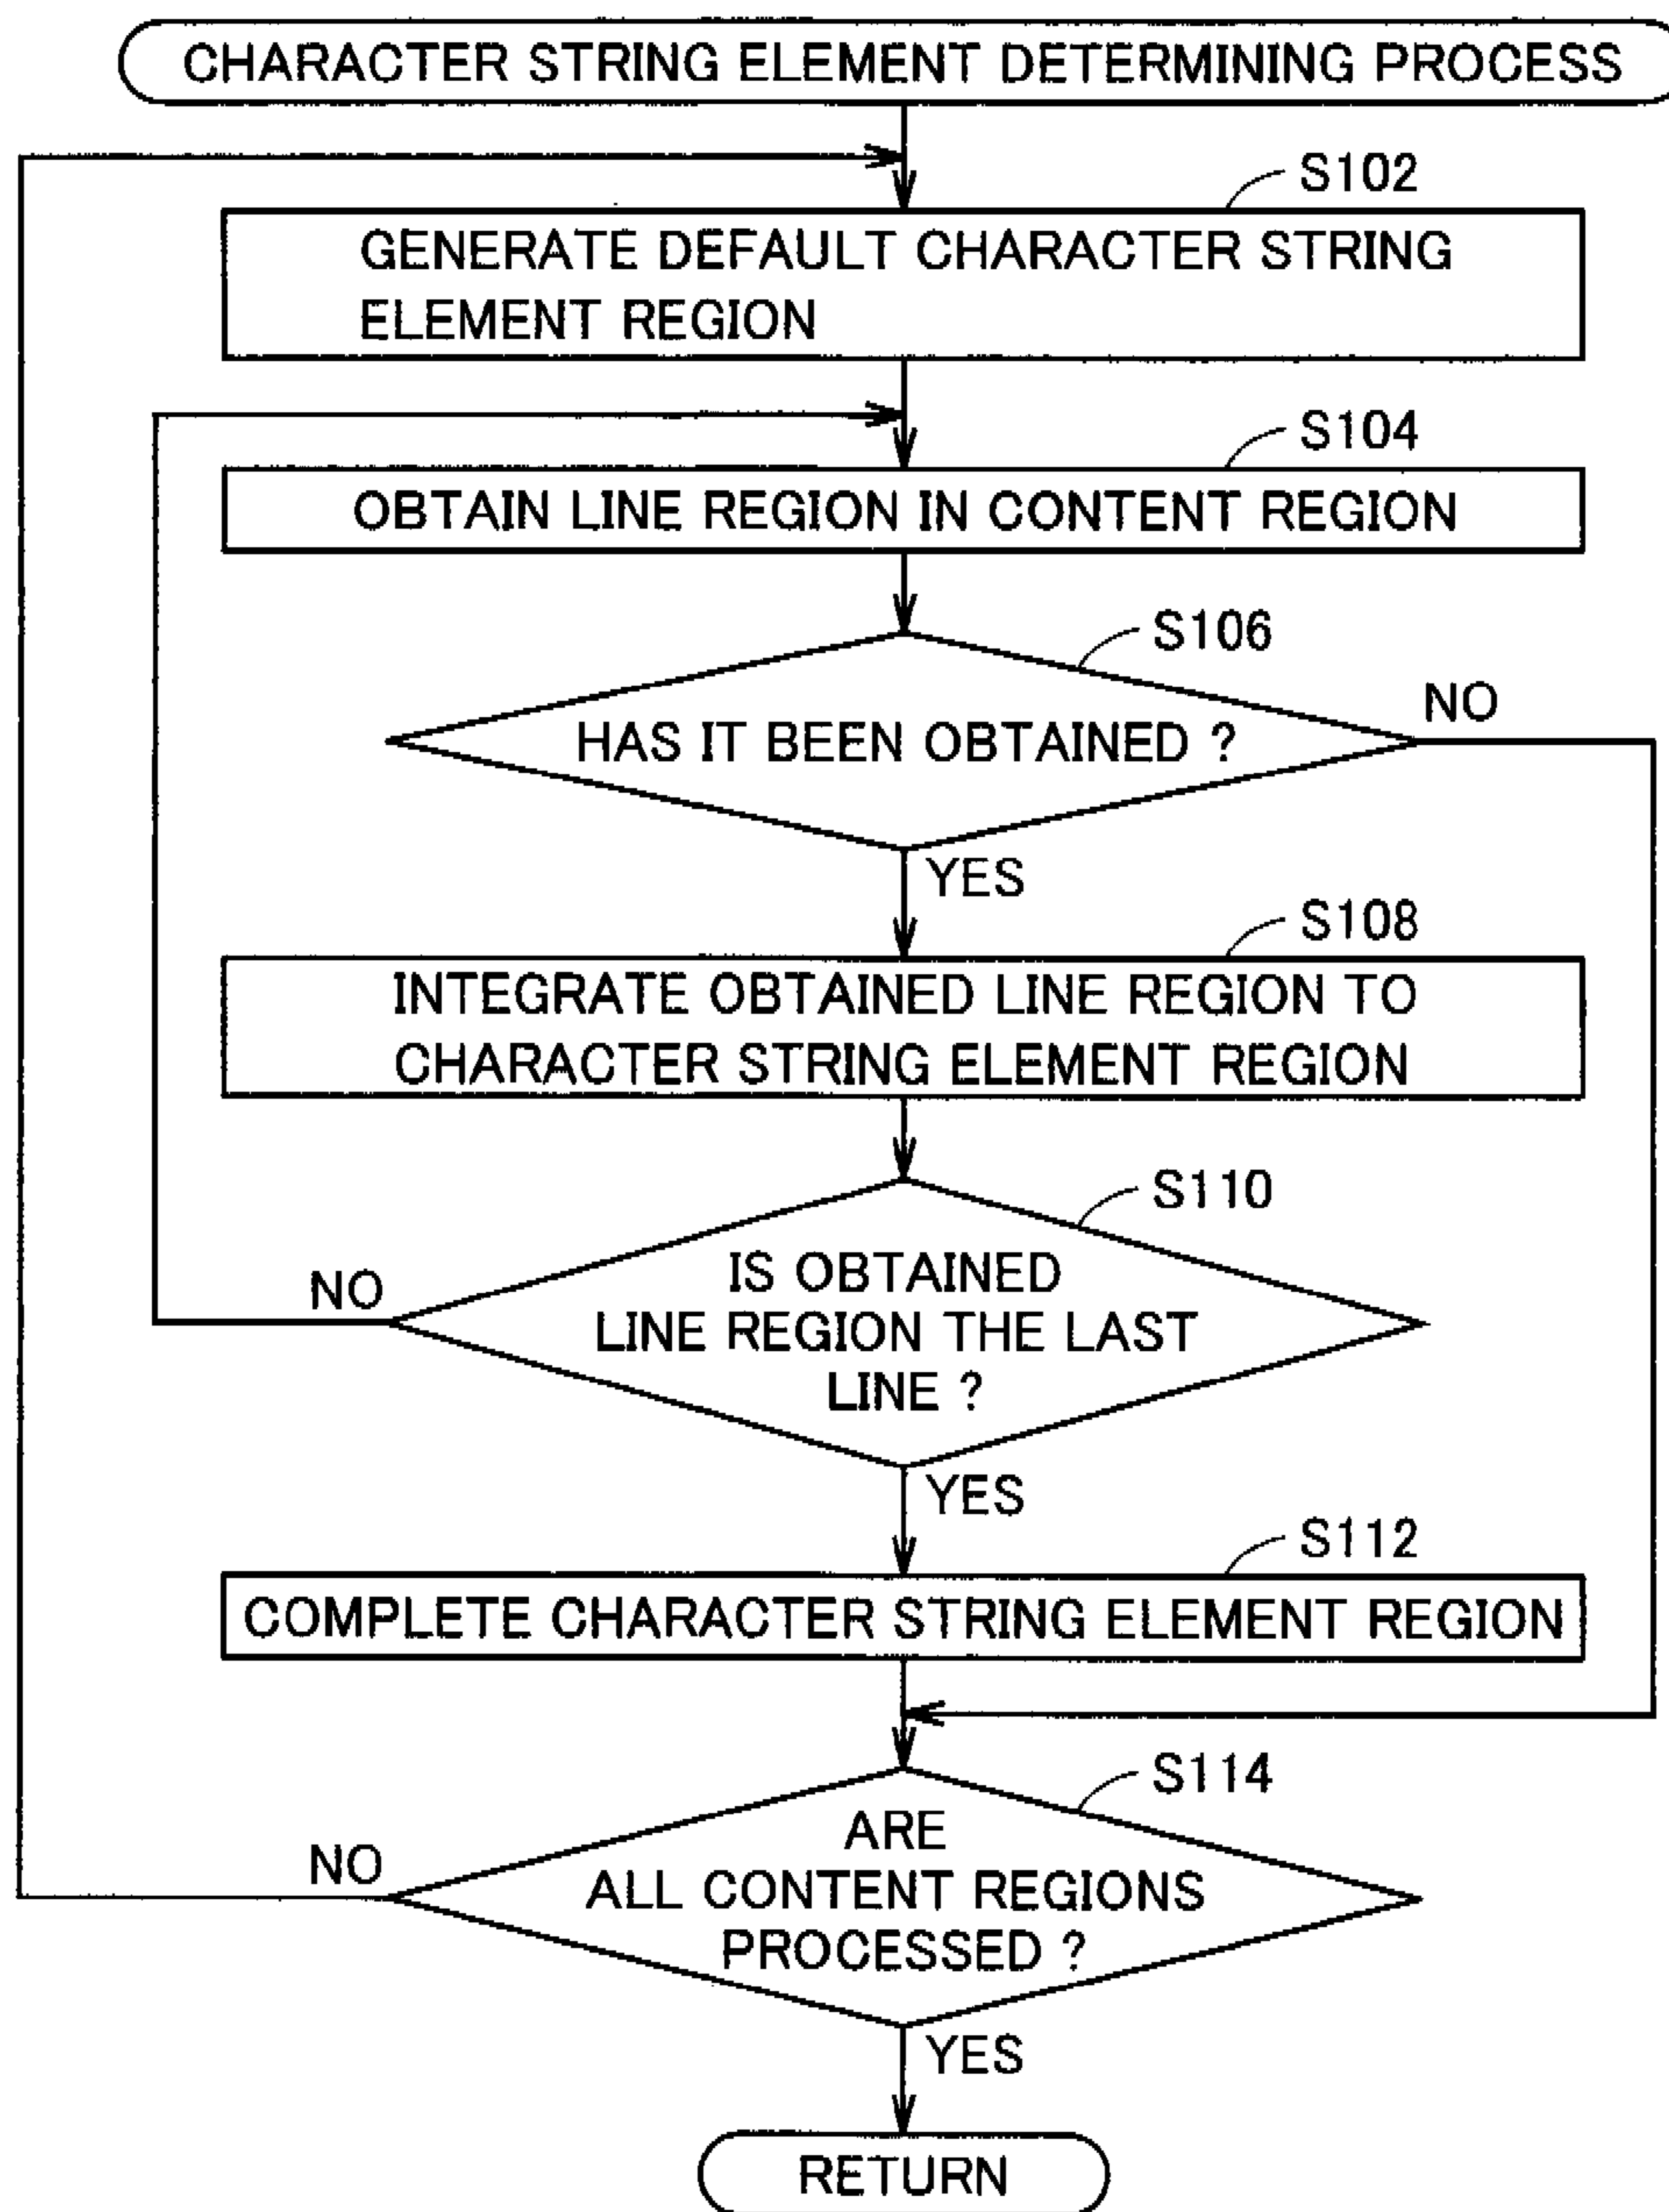 CHARACTER STRING ELEMENT DETERMINING PROCESS
S102
GENERATE DEFAULT CHARACTER STRING
ELEMENT REGION
S104
OBTAIN LINE REGION IN CONTENT REGION
S106
HAS IT BEEN OBTAINED ?
NO
YES
S108
INTEGRATE OBTAINED LINE REGION TO
CHARACTER STRING ELEMENT REGION
S110
IS OBTAINED
LINE REGION THE LAST
LINE ?
NO
YES
S112
COMPLETE CHARACTER STRING ELEMENT REGION
S114
ARE
ALL CONTENT REGIONS
PROCESSED ?
NO
YES
RETURN